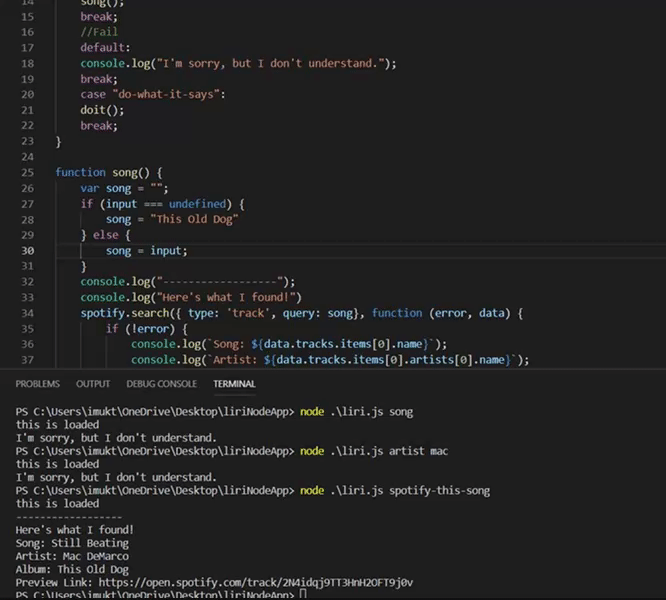 14 song();
15 break;
16 //Fail
17 default:
18 console.log("I'm sorry, but I don't understand.");
19 break;
20 case "do-what-it-says":
21 doit();
22 break;
23 }
24
25 function song() {
26 var song = "";
27 if (input === undefined) {
28 song = "This Old Dog"
29 } else {
30 song = input;
31 }
32 console.log("------------------");
33 console.log("Here's what I found!")
34 spotify.search({ type: 'track', query: song}, function (error, data) {
35 if (!error) {
36 console.log(`Song: ${data.tracks.items[0].name}`);
37 console.log(`Artist: ${data.tracks.items[0].artists[0].name}`);
PROBLEMS OUTPUT DEBUG CONSOLE TERMINAL
PS C:\Users\imukt\OneDrive\Desktop\liriNodeApp> node .\liri.js song
this is loaded
I'm sorry, but I don't understand.
PS C:\Users\imukt\OneDrive\Desktop\liriNodeApp> node .\liri.js artist mac
this is loaded
I'm sorry, but I don't understand.
PS C:\Users\imukt\OneDrive\Desktop\liriNodeApp> node .\liri.js spotify-this-song
this is loaded
------------------
Here's what I found!
Song: Still Beating
Artist: Mac DeMarco
Album: This Old Dog
Preview Link: https://open.spotify.com/track/2N4idqj9TT3HnH2OFT9j0v
PS C:\Users\imukt\OneDrive\Desktop\liriNodeApp>